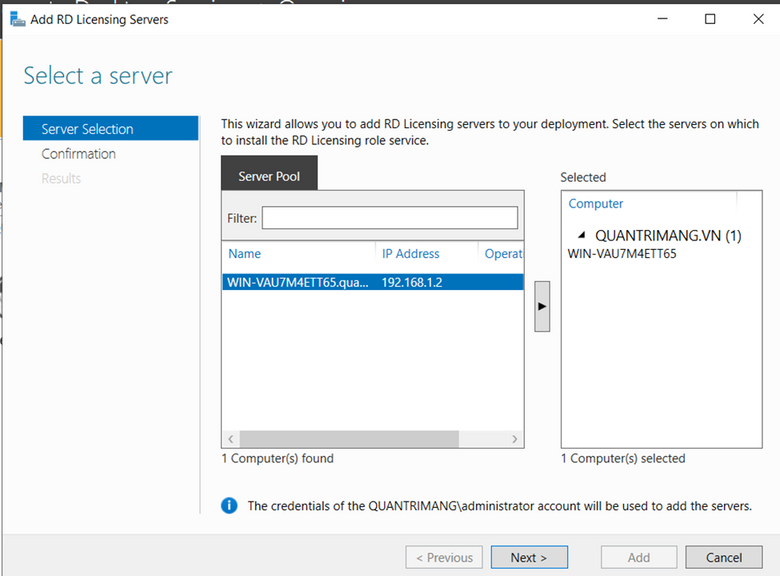 Add RD Licensing Servers
Select a server
Server Selection
Confirmation
Results
This wizard allows you to add RD Licensing servers to your deployment. Select the servers on which
to install the RD Licensing role service.
Server Pool
Filter:
Name IP Address Operat
WIN-VAU7M4ETT65.qua... 192.168.1.2
1 Computer(s) found
Selected
Computer
QUANTRIMANG.VN (1)
WIN-VAU7M4ETT65
1 Computer(s) selected
The credentials of the QUANTRIMANG\administrator account will be used to add the servers.
< Previous Next > Add Cancel